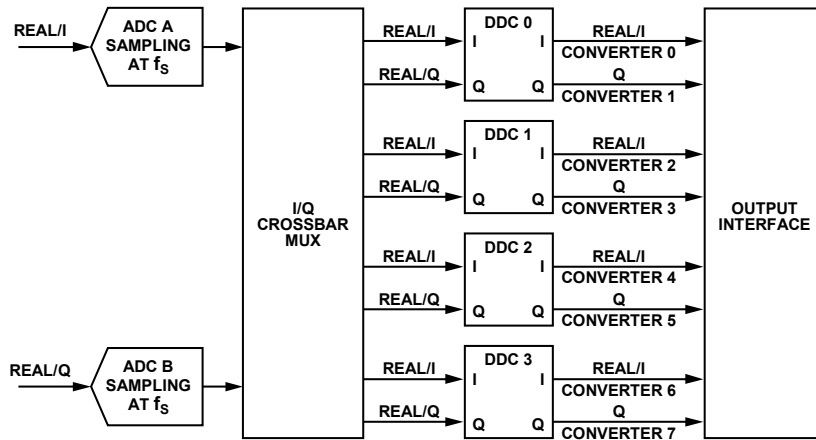 REAL/I
ADC A
SAMPLING
AT fS
REAL/Q
ADC B
SAMPLING
AT fS
I/Q
CROSSBAR
MUX
REAL/I
REAL/Q
DDC 0
I I
Q Q
REAL/I
CONVERTER 0
Q
CONVERTER 1
REAL/I
REAL/Q
DDC 1
I I
Q Q
REAL/I
CONVERTER 2
Q
CONVERTER 3
REAL/I
REAL/Q
DDC 2
I I
Q Q
REAL/I
CONVERTER 4
Q
CONVERTER 5
REAL/I
REAL/Q
DDC 3
I I
Q Q
REAL/I
CONVERTER 6
Q
CONVERTER 7
OUTPUT
INTERFACE